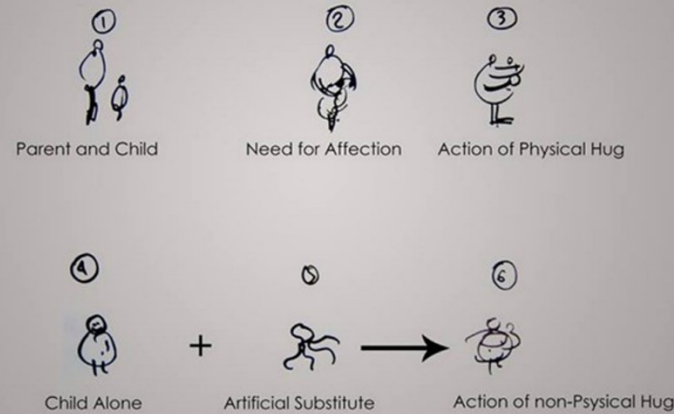 1 2 3
Parent and Child Need for Affection Action of Physical Hug
4 5 6
+
Child Alone Artificial Substitute Action of non-Psysical Hug